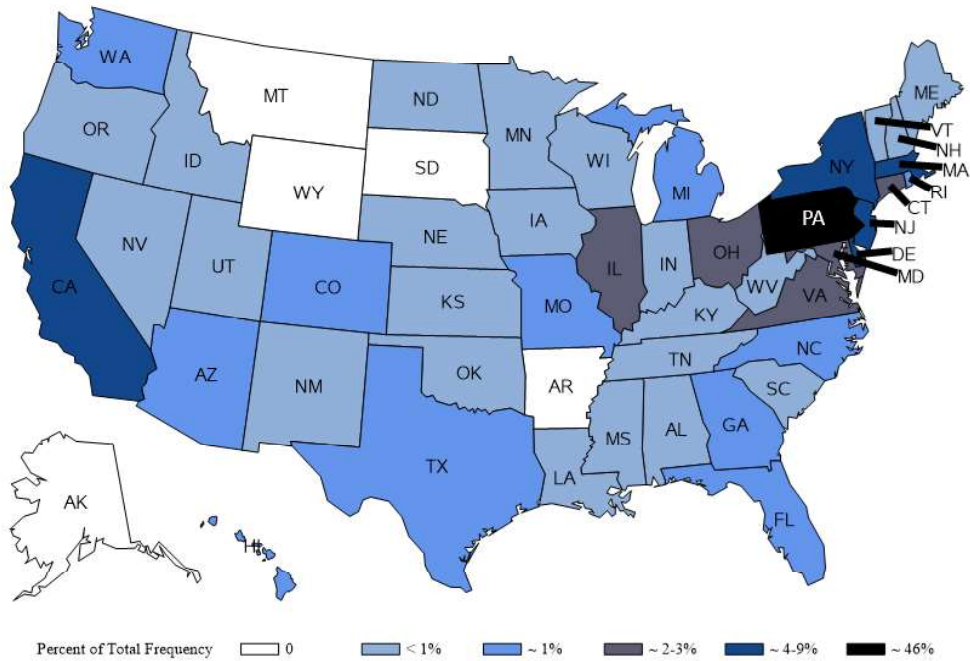 WA
MT
ND
MN
ME
OR
ID
WY
SD
WI
MI
NY
VT
NH
MA
RI
CT
NJ
DE
MD
PA
NV
UT
CO
NE
IA
IL
IN
OH
WV
VA
CA
KS
MO
KY
AZ
NM
OK
AR
TN
NC
SC
TX
LA
MS
AL
GA
FL
AK
HI
Percent of Total Frequency 0 < 1% ~ 1% ~ 2-3% ~ 4-9% ~ 46%